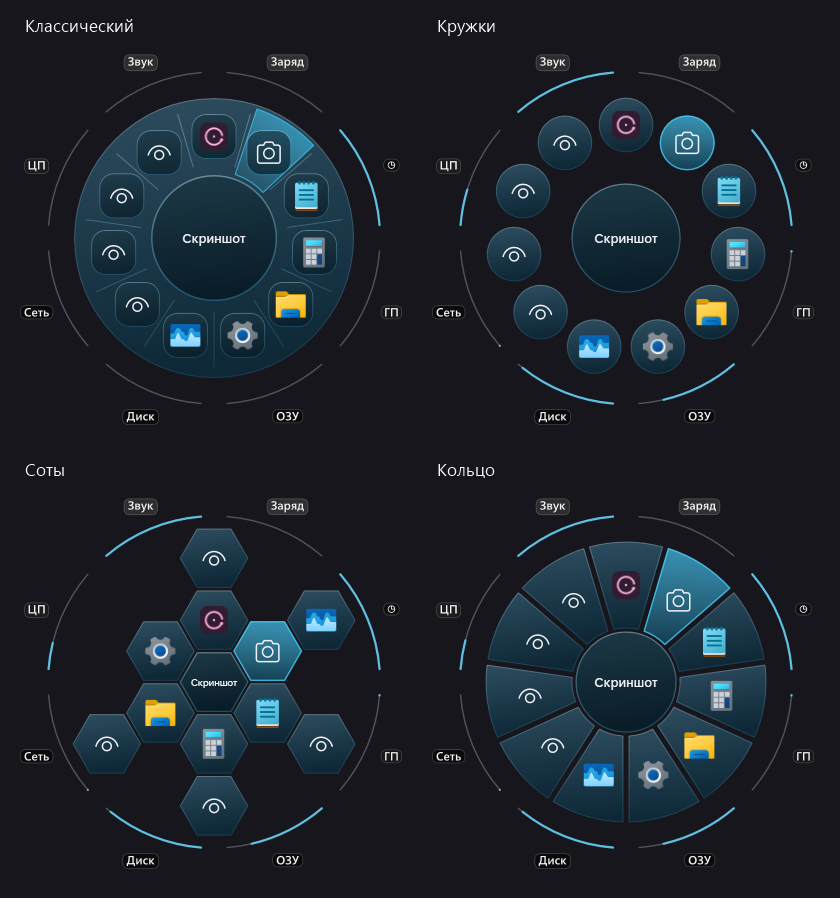 Классический
Звук
Заряд
ЦП
Скриншот
Сеть
ГП
Диск
ОЗУ
Кружки
Звук
Заряд
ЦП
Скриншот
Сеть
ГП
Диск
ОЗУ
Соты
Звук
Заряд
ЦП
Скриншот
Сеть
ГП
Диск
ОЗУ
Кольцо
Звук
Заряд
ЦП
Скриншот
Сеть
ГП
Диск
ОЗУ